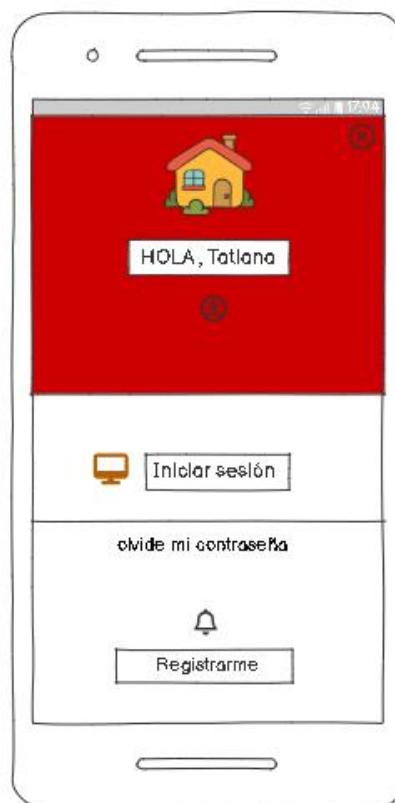 17:04
HOLA, Tatiana
Iniciar sesión
olvide mi contraseña
Registrarme